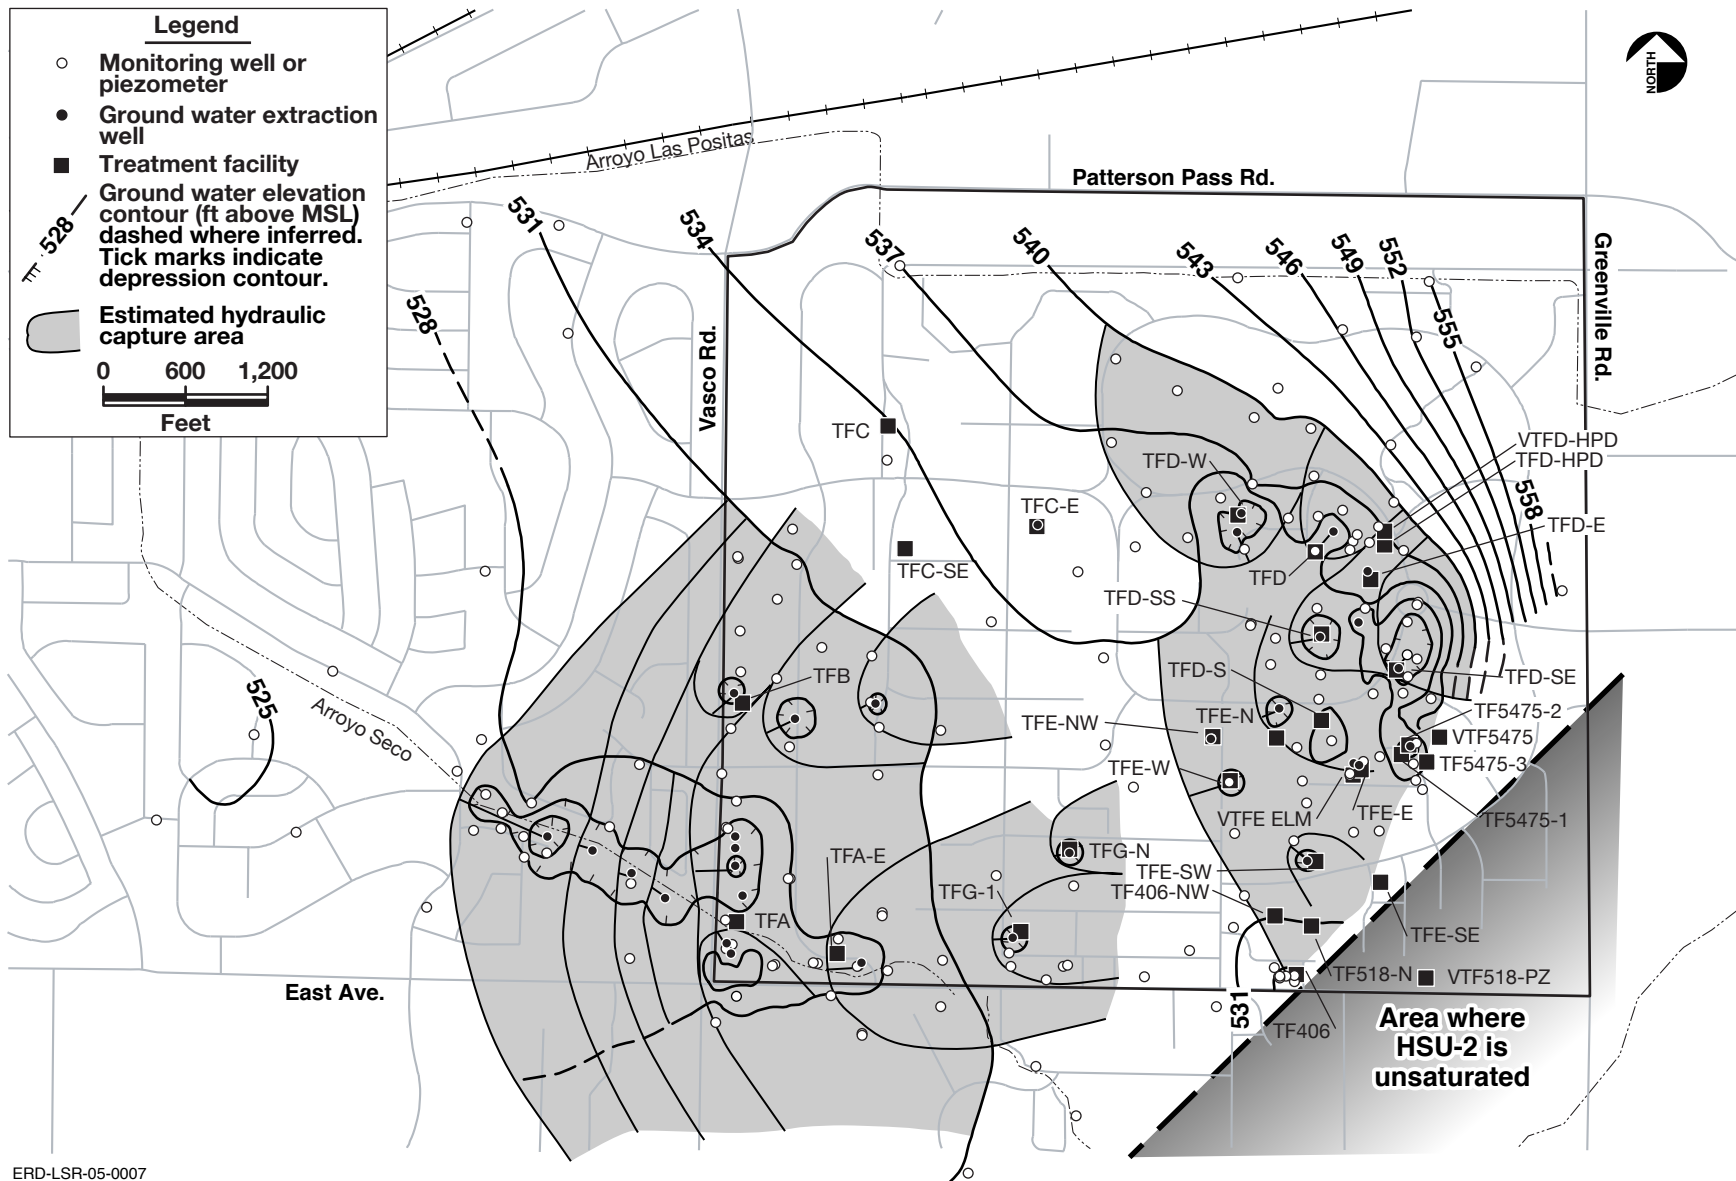 Legend
Monitoring well or
piezometer
Ground water extraction
well
Treatment facility
528
Ground water elevation
contour (ft above MSL)
dashed where inferred.
Tick marks indicate
depression contour.
Estimated hydraulic
capture area
0 600 1,200
Feet
NORTH
Arroyo Las Positas
Patterson Pass Rd.
Greenville Rd.
Vasco Rd.
531
534
537
540
543
546
549
552
555
558
528
525
Arroyo Seco
TFC
TFC-E
TFC-SE
TFD-W
VTFD-HPD
TFD-HPD
TFD-E
TFD
TFD-SS
TFD-S
TFD-SE
TF5475-2
VTF5475
TF5475-3
TF5475-1
TFB
TFE-NW
TFE-N
TFE-W
VTFE ELM
TFE-E
TFG-N
TFE-SW
TF406-NW
TFG-1
TFA-E
TFA
TFE-SE
TF518-N
VTF518-PZ
TF406
531
East Ave.
Area where
HSU-2 is
unsaturated
ERD-LSR-05-0007